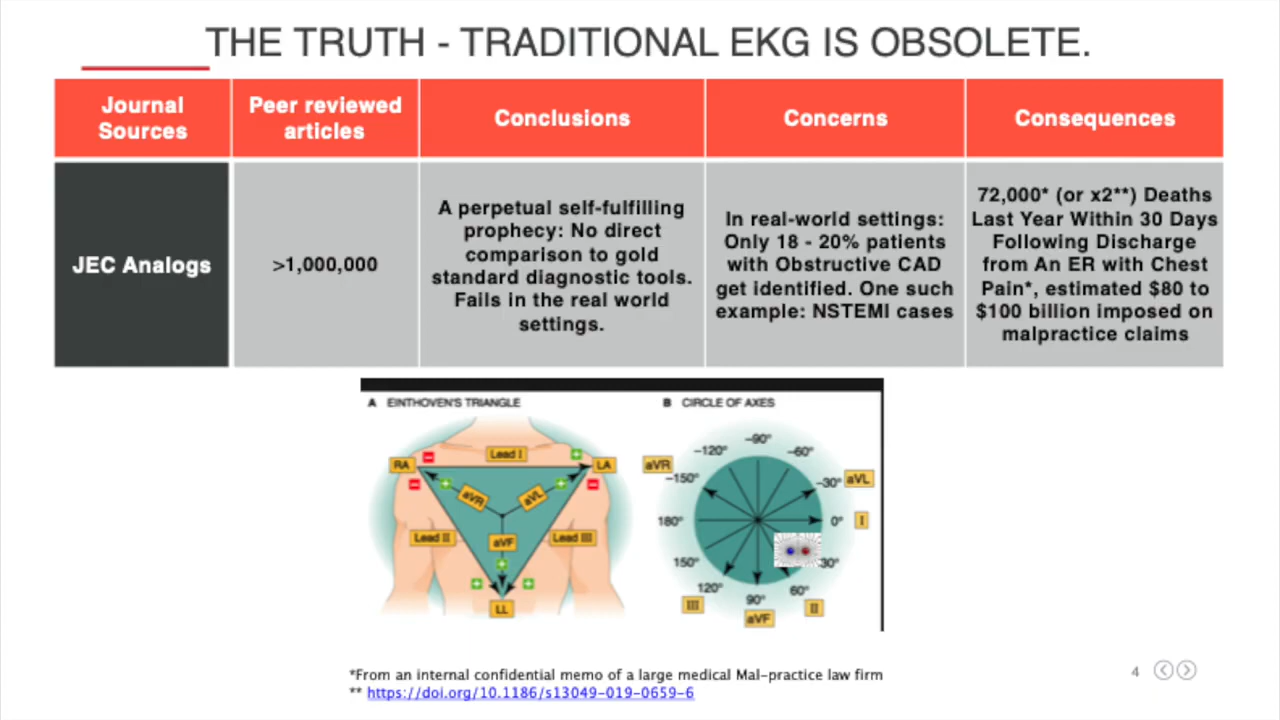 THE TRUTH - TRADITIONAL EKG IS OBSOLETE.
Journal
Sources
Peer reviewed
articles
Conclusions
Concerns
Consequences
JEC Analogs
>1,000,000
A perpetual self-fulfilling
prophecy: No direct
comparison to gold
standard diagnostic tools.
Fails in the real world
settings.
In real-world settings:
Only 18 - 20% patients
with Obstructive CAD
get identified. One such
example: NSTEMI cases
72,000* (or x2**) Deaths
Last Year Within 30 Days
Following Discharge
from An ER with Chest
Pain*, estimated $80 to
$100 billion imposed on
malpractice claims
A EINTHOVEN'S TRIANGLE
RA
Lead I
LA
aVR
aVL
Lead II
aVF
Lead III
LL
B CIRCLE OF AXES
-90°
-120°
-60°
aVR
-150°
-30°
aVL
180°
0°
I
150°
30°
120°
60°
90°
III
II
aVF
*From an internal confidential memo of a large medical Mal-practice law firm
** https://doi.org/10.1186/s13049-019-0659-6
4